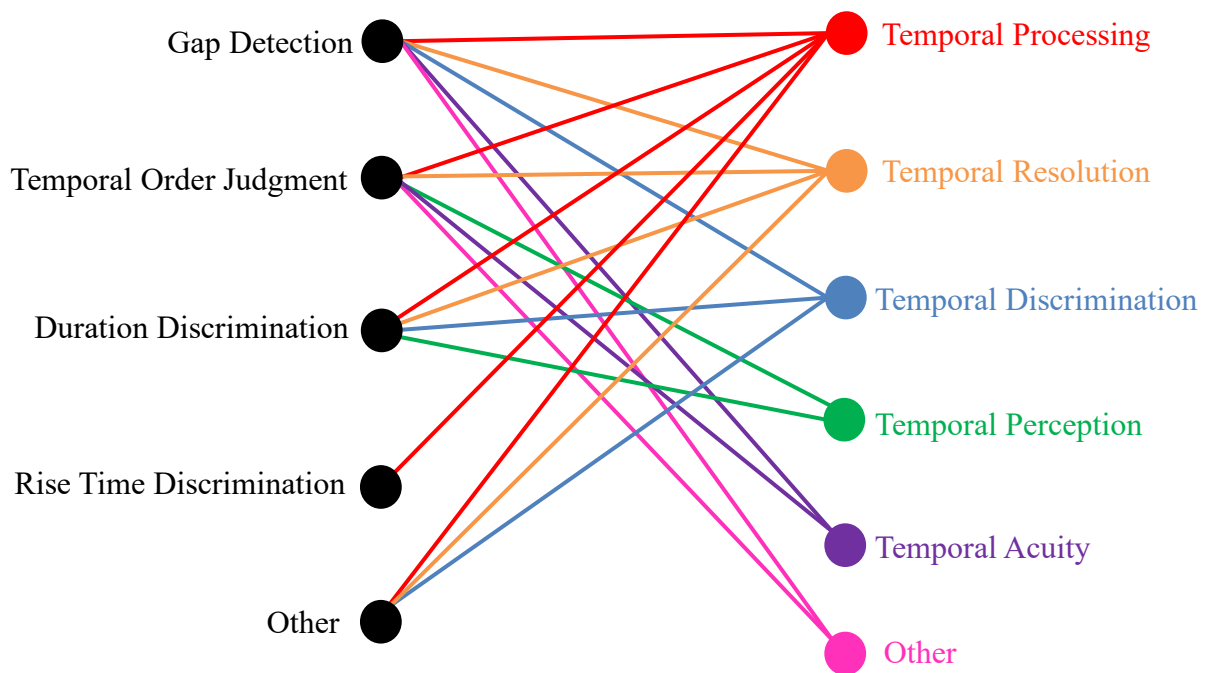 Gap Detection
Temporal Order Judgment
Duration Discrimination
Rise Time Discrimination
Other
Temporal Processing
Temporal Resolution
Temporal Discrimination
Temporal Perception
Temporal Acuity
Other